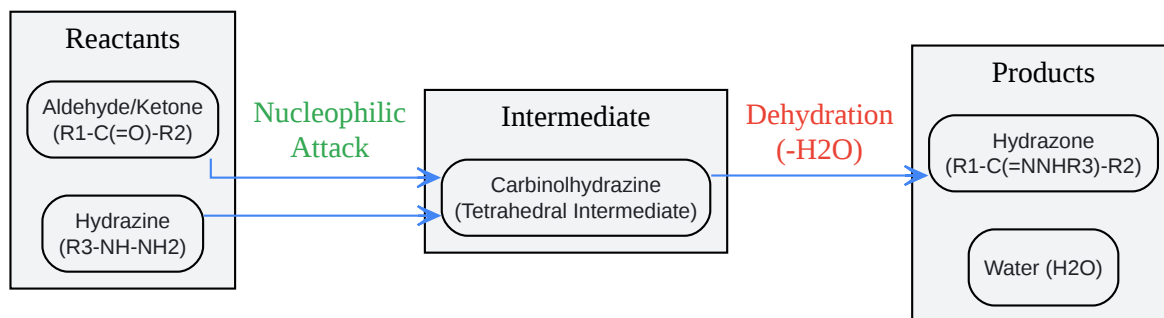 Reactants
Aldehyde/Ketone
(R1-C(=O)-R2)
Hydrazine
(R3-NH-NH2)
Nucleophilic
Attack
Intermediate
Carbinolhydrazine
(Tetrahedral Intermediate)
Dehydration
(-H2O)
Products
Hydrazone
(R1-C(=NNHR3)-R2)
Water (H2O)